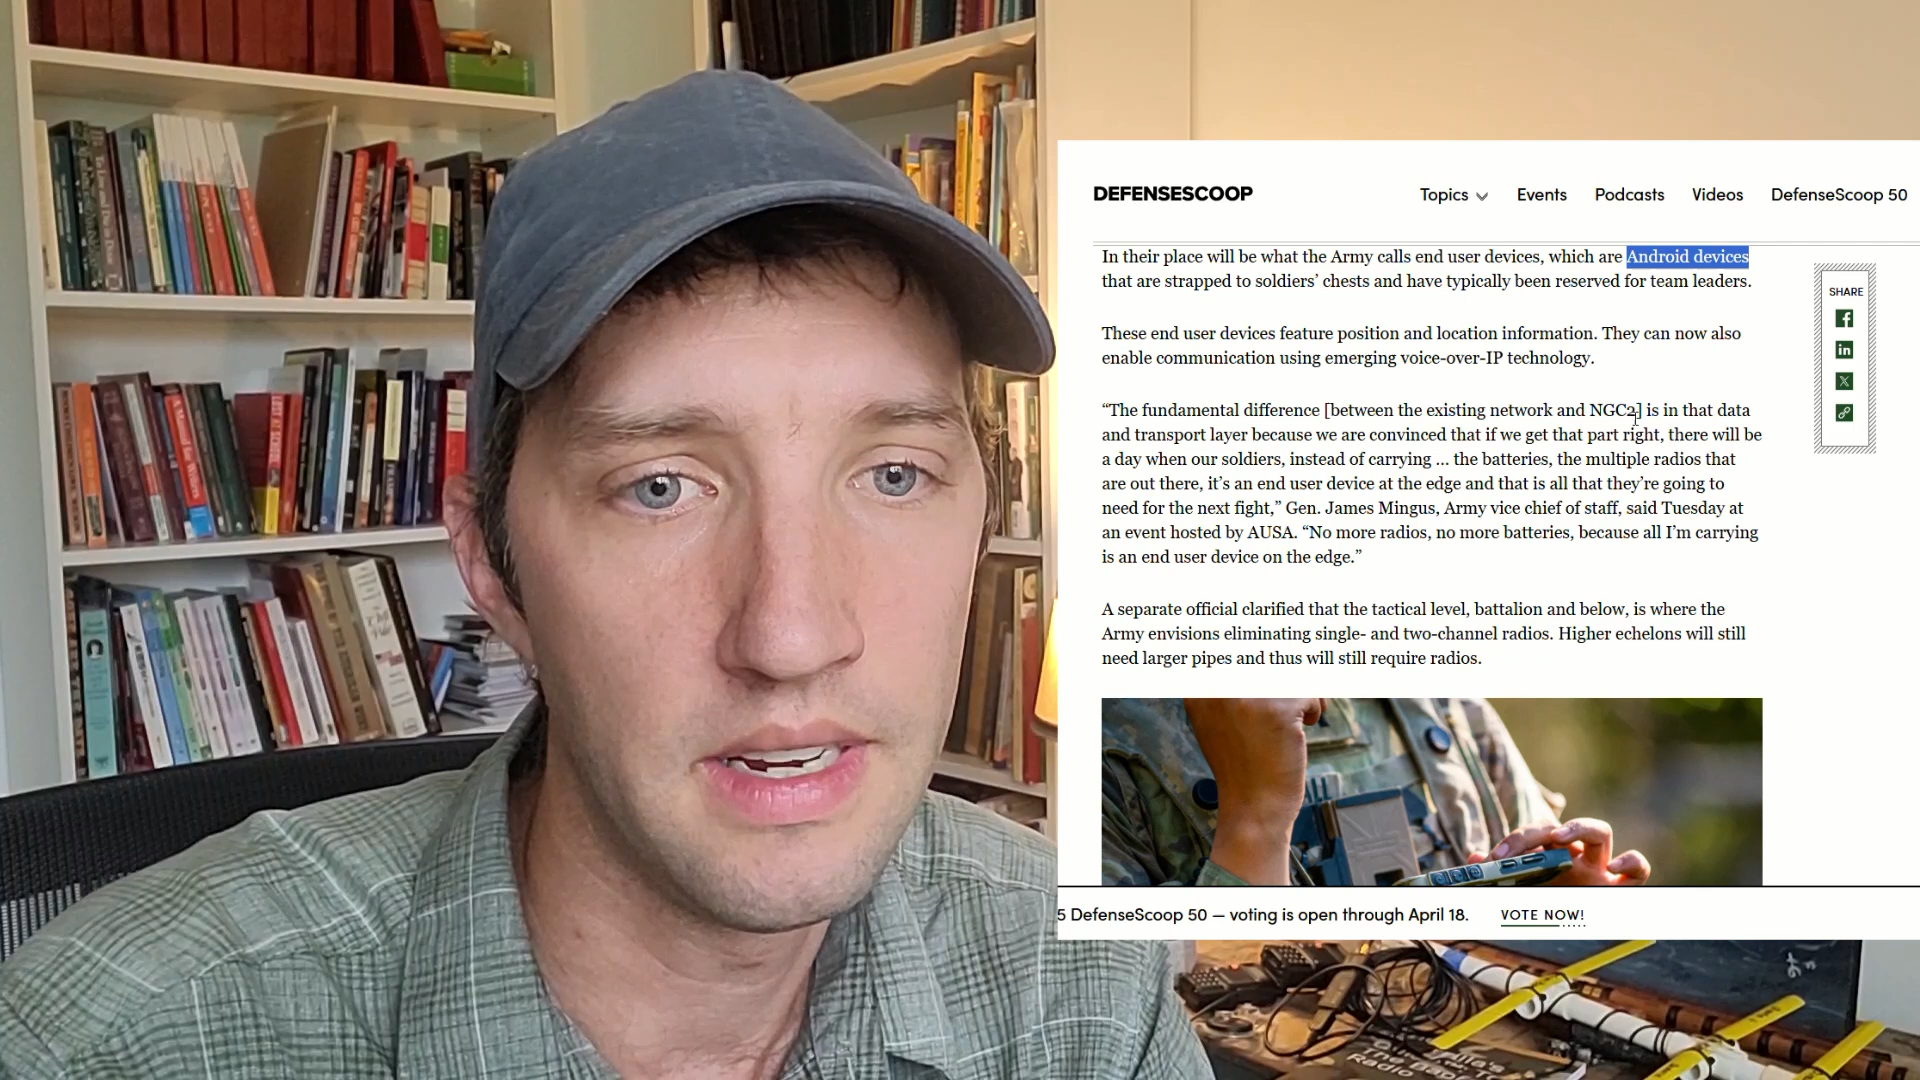 DEFENSESCOOP
Topics Events Podcasts Videos DefenseScoop 50
In their place will be what the Army calls end user devices, which are Android devices
that are strapped to soldiers’ chests and have typically been reserved for team leaders.
SHARE
These end user devices feature position and location information. They can now also
enable communication using emerging voice-over-IP technology.
“The fundamental difference [between the existing network and NGC2] is in that data
and transport layer because we are convinced that if we get that part right, there will be
a day when our soldiers, instead of carrying … the batteries, the multiple radios that
are out there, it’s an end user device at the edge and that is all that they’re going to
need for the next fight,” Gen. James Mingus, Army vice chief of staff, said Tuesday at
an event hosted by AUSA. “No more radios, no more batteries, because all I’m carrying
is an end user device on the edge.”
A separate official clarified that the tactical level, battalion and below, is where the
Army envisions eliminating single- and two-channel radios. Higher echelons will still
need larger pipes and thus will still require radios.
5 DefenseScoop 50 — voting is open through April 18. VOTE NOW!
Radio